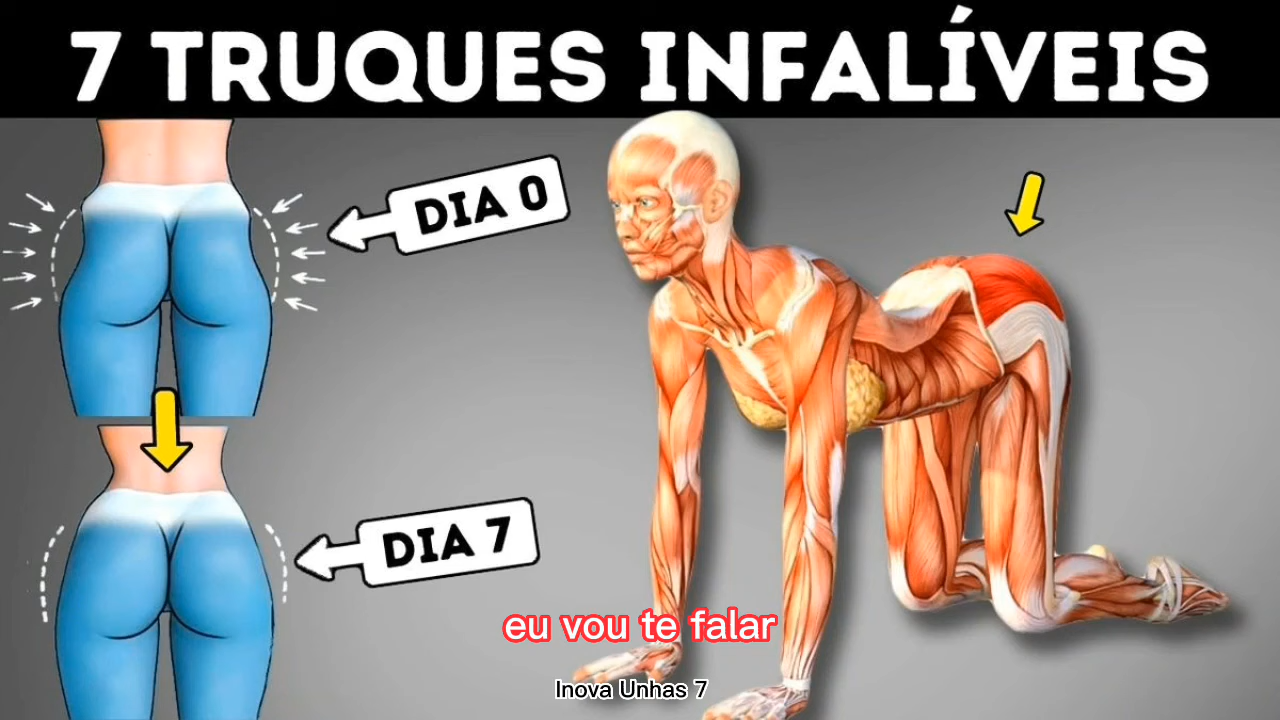 7 TRUQUES INFALÍVEIS
DIA 0
DIA 7
eu vou te falar
Inova Unhas 7